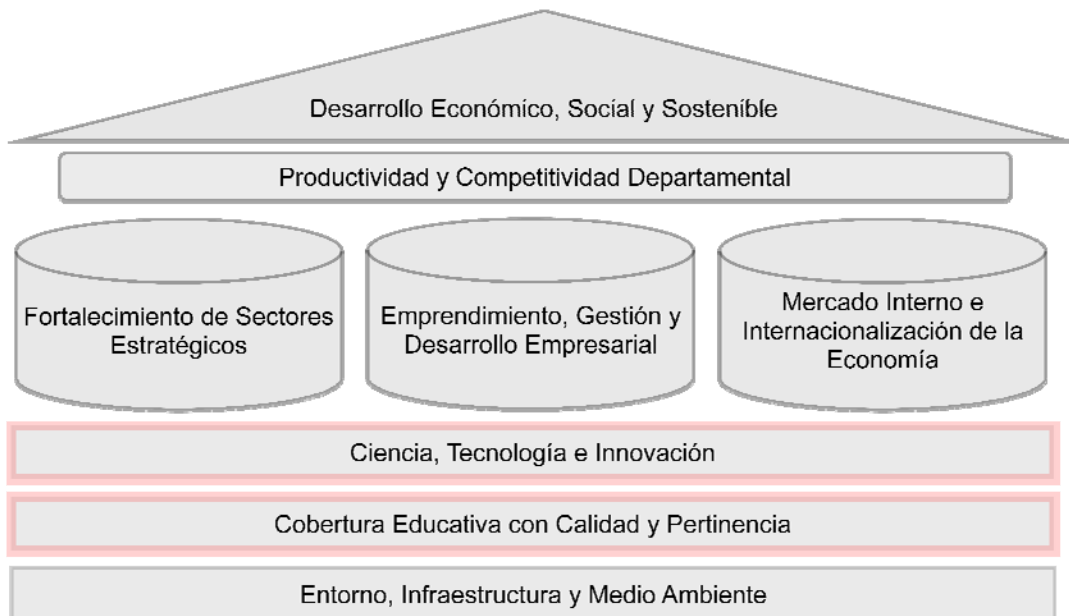 Desarrollo Económico, Social y Sostenible
Productividad y Competitividad Departamental
Fortalecimiento de Sectores
Estratégicos
Emprendimiento, Gestión y
Desarrollo Empresarial
Mercado Interno e
Internacionalización de la
Economía
Ciencia, Tecnología e Innovación
Cobertura Educativa con Calidad y Pertinencia
Entorno, Infraestructura y Medio Ambiente